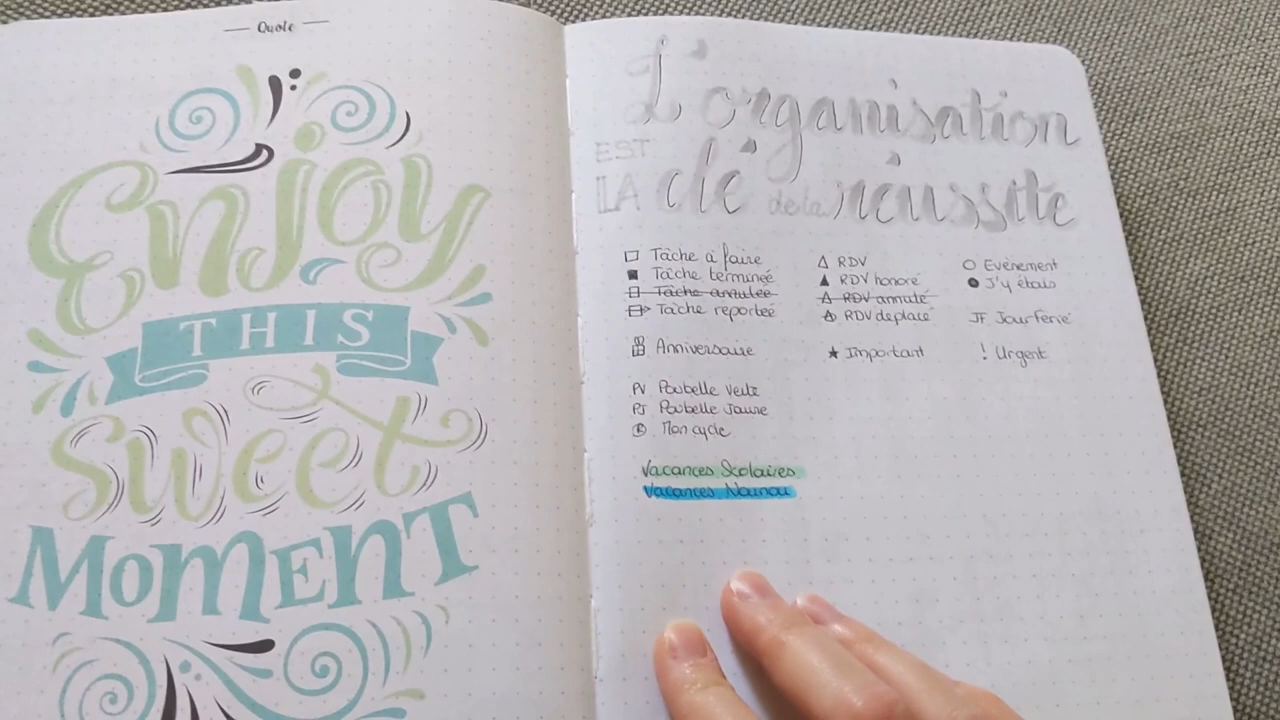 Quote
Enjoy
THIS
Sweet
MOMENT
L'organisation
EST
LA clé de la réussite
Tâche à faire
Tâche terminée
Tâche annulée
Tâche reportée
Anniversaire
PV Poubelle Verte
PJ Poubelle Jaune
Mon cycle
Vacances Scolaires
Vacances Nounou
RDV
RDV honoré
RDV annulé
RDV déplacé
Important
Evénement
J'y étais
JF Jour Férié
! Urgent